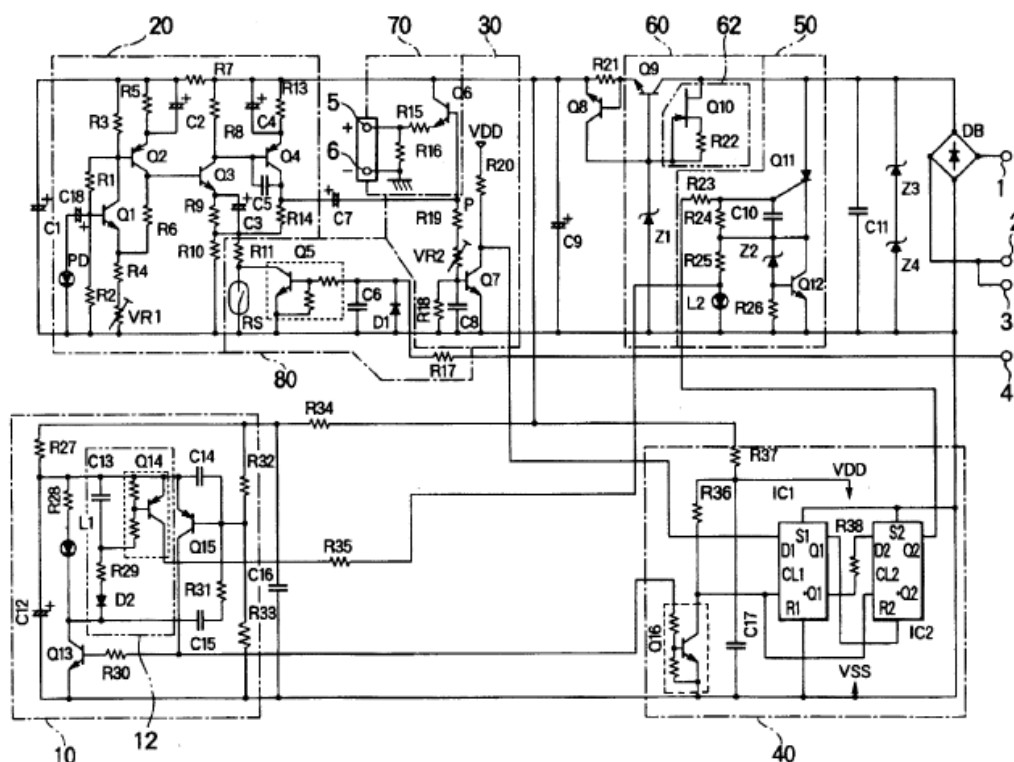 20
70
30
60
62
50
R7
R5
C2
C4
R13
5
R15
Q6
R21
Q9
Q8
Q10
R3
R8
+
R16
VDD
R22
DB
Q2
Q4
6
−
R20
Q11
1
R1
Q3
C5
R23
Z3
C18
Q1
R9
C3
R14
C7
P
R19
C9
Z1
R24
C10
C11
2
C1
R6
R10
R11
Q5
VR2
Z2
PD
R4
Q7
R25
Z4
R2
VR1
RS
C6
D1
R18
C8
L2
R26
Q12
3
R17
4
80
R34
R27
C13
Q14
C14
R32
R37
VDD
R28
R36
IC1
L1
S1
R38
S2
Q15
D1 Q1
D2 Q2
R29
R35
CL1
CL2
D2
R31
C16
Q1
Q2
C12
R33
R1
R2
C15
C17
IC2
Q13
R30
Q16
VSS
10
12
40